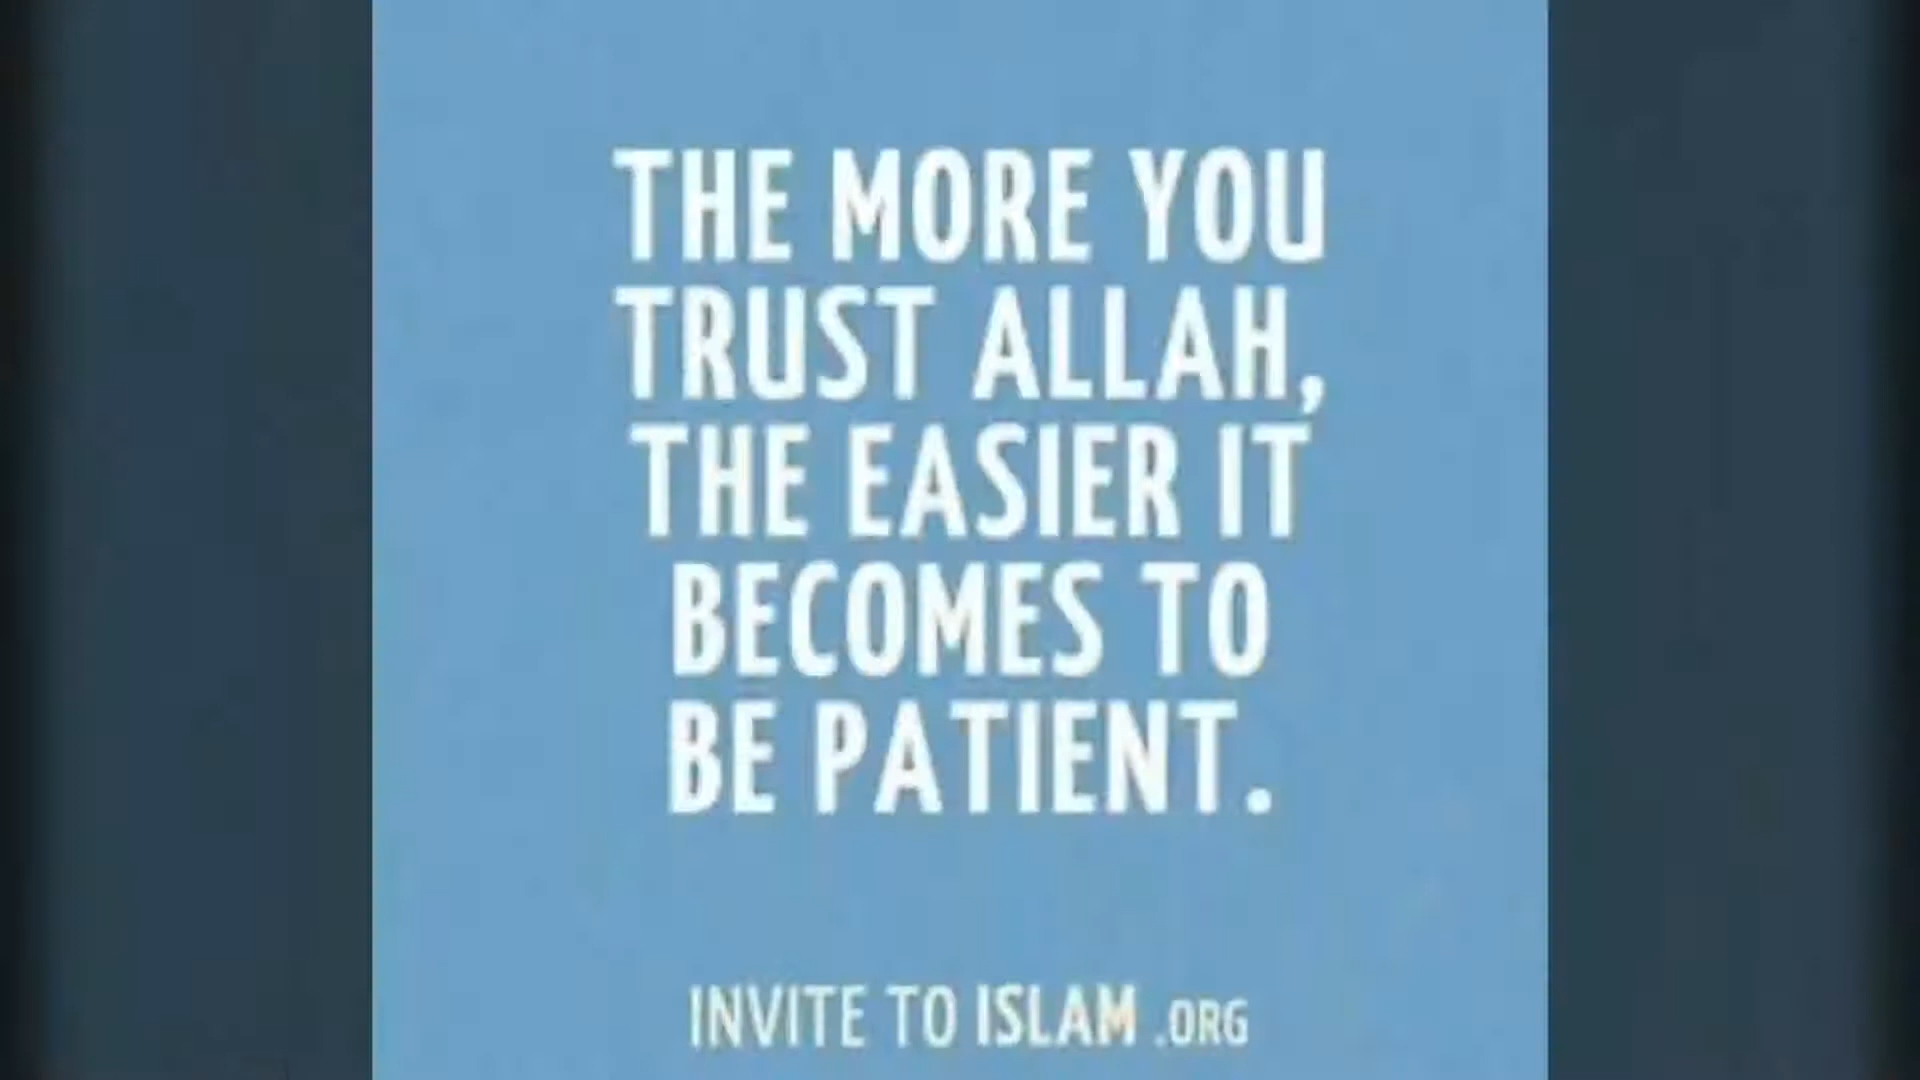 THE MORE YOU
TRUST ALLAH,
THE EASIER IT
BECOMES TO
BE PATIENT.
INVITE TO ISLAM .ORG